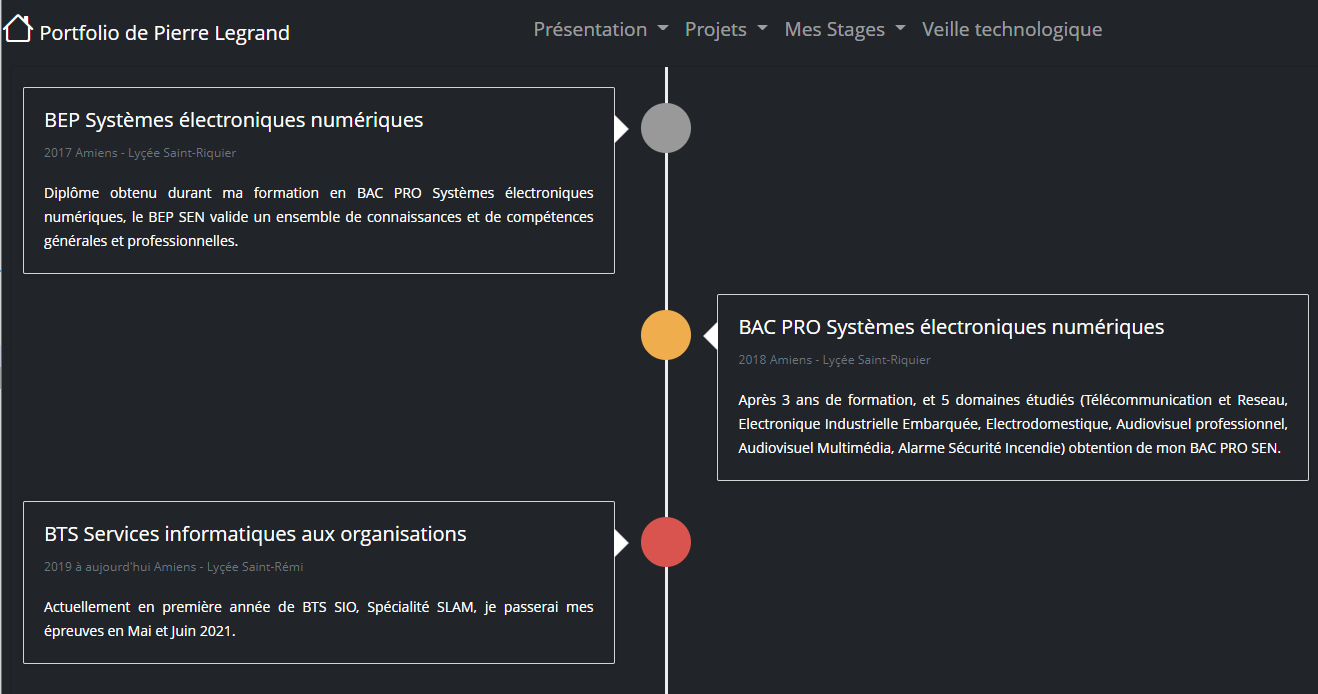 Portfolio de Pierre Legrand
Présentation Projets Mes Stages Veille technologique
BEP Systèmes électroniques numériques
2017 Amiens - Lyçée Saint-Riquier
Diplôme obtenu durant ma formation en BAC PRO Systèmes électroniques
numériques, le BEP SEN valide un ensemble de connaissances et de compétences
générales et professionnelles.
BAC PRO Systèmes électroniques numériques
2018 Amiens - Lyçée Saint-Riquier
Après 3 ans de formation, et 5 domaines étudiés (Télécommunication et Reseau,
Electronique Industrielle Embarquée, Electrodomestique, Audiovisuel professionnel,
Audiovisuel Multimédia, Alarme Sécurité Incendie) obtention de mon BAC PRO SEN.
BTS Services informatiques aux organisations
2019 à aujourd'hui Amiens - Lyçée Saint-Rémi
Actuellement en première année de BTS SIO, Spécialité SLAM, je passerai mes
épreuves en Mai et Juin 2021.